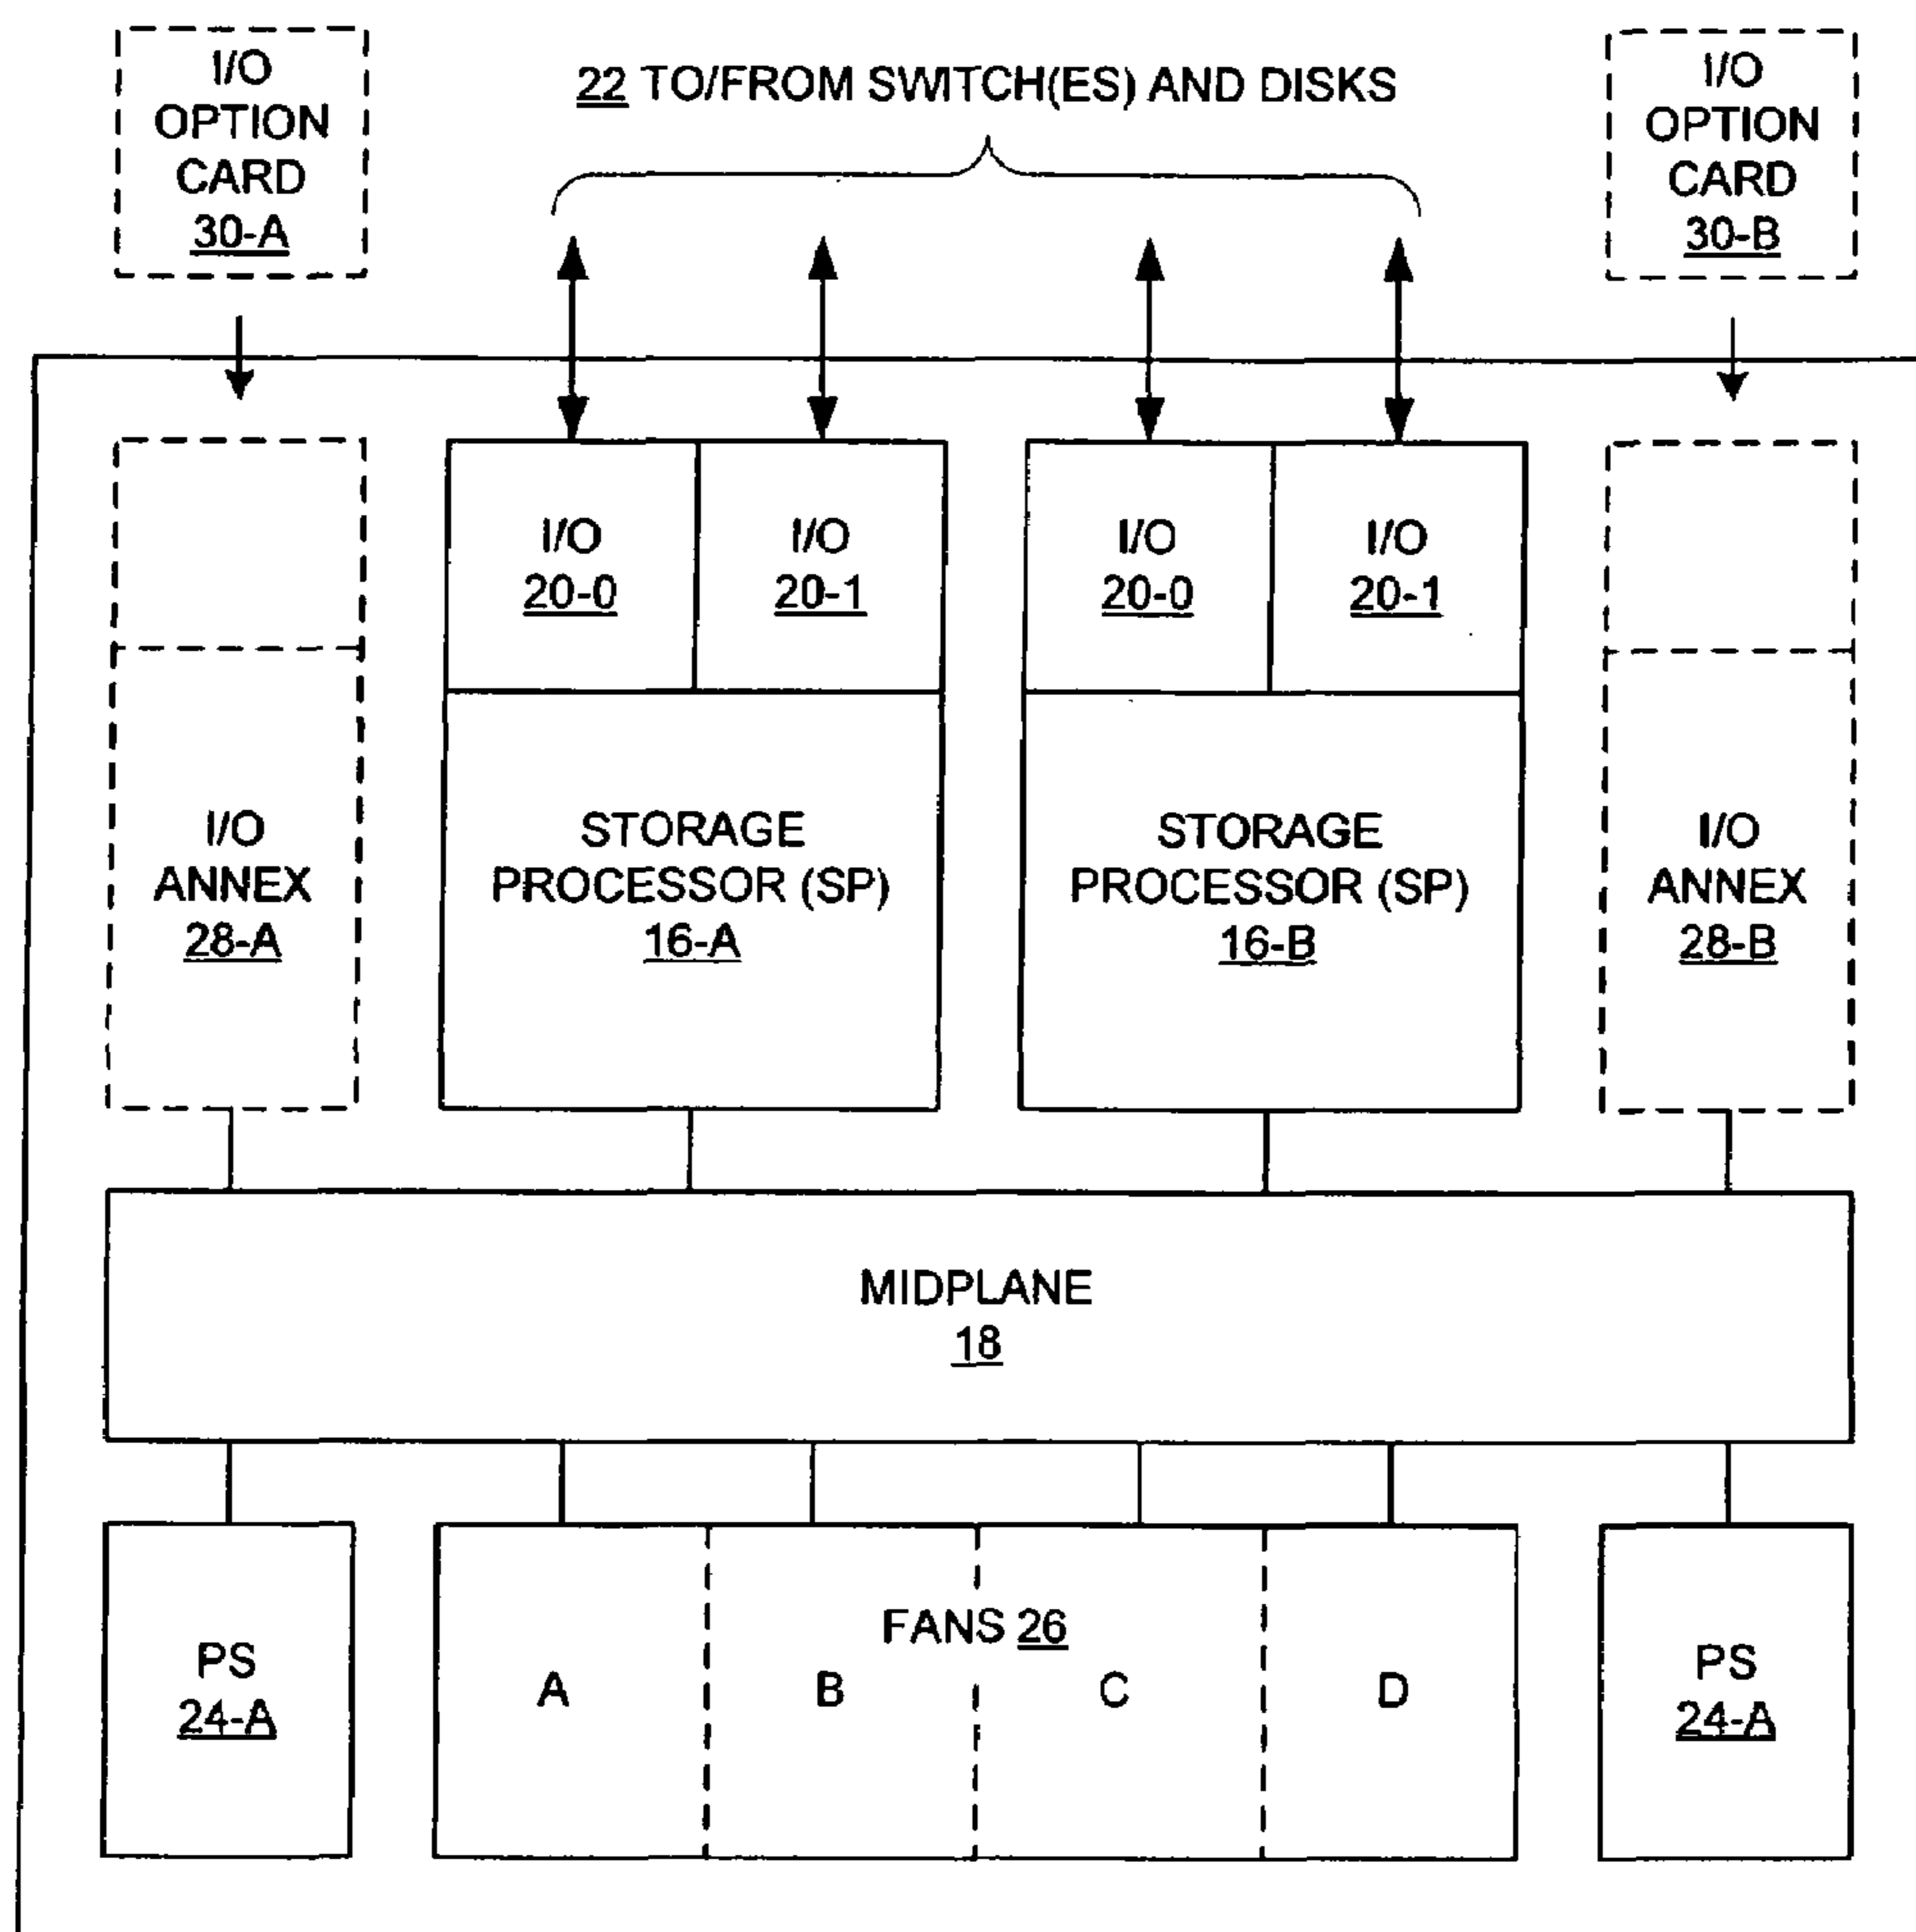 I/O
OPTION
CARD
30-A
22 TO/FROM SWITCH(ES) AND DISKS
I/O
OPTION
CARD
30-B
I/O
20-0
I/O
20-1
I/O
20-0
I/O
20-1
I/O
ANNEX
28-A
STORAGE
PROCESSOR (SP)
16-A
STORAGE
PROCESSOR (SP)
16-B
I/O
ANNEX
28-B
MIDPLANE
18
PS
24-A
FANS 26
A
B
C
D
PS
24-A